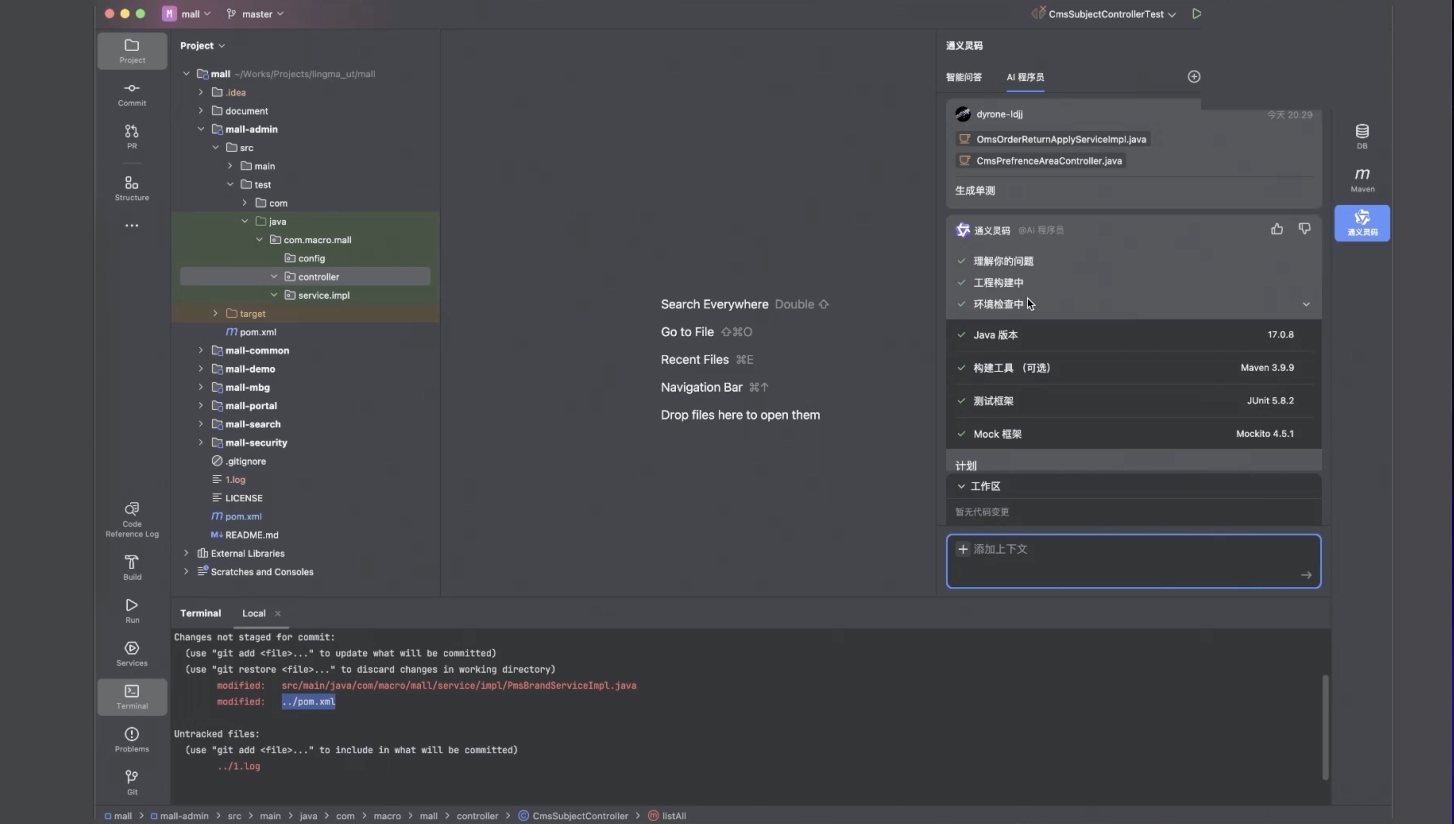 M mall master
CmsSubjectControllerTest
Project
Commit
PR
Structure
Code
Reference Log
Build
Run
Services
Terminal
Problems
Git
Project
mall ~/Works/Projects/lingma_ut/mall
.idea
document
mall-admin
src
main
test
com
java
com.macro.mall
config
controller
service.impl
target
pom.xml
mall-common
mall-demo
mall-mbg
mall-portal
mall-search
mall-security
.gitignore
1.log
LICENSE
pom.xml
README.md
External Libraries
Scratches and Consoles
Search Everywhere Double ⇧
Go to File ⇧⌘O
Recent Files ⌘E
Navigation Bar ⌘↑
Drop files here to open them
通义灵码
智能问答 AI 程序员
dyrone-ldjj 今天 20:29
OmsOrderReturnApplyServiceImpl.java
CmsPrefrenceAreaController.java
生成单测
通义灵码 @AI 程序员
理解你的问题
工程构建中
环境检查中
Java 版本 17.0.8
构建工具 （可选） Maven 3.9.9
测试框架 JUnit 5.8.2
Mock 框架 Mockito 4.5.1
计划
工作区
暂无代码变更
添加上下文
DB
Maven
通义灵码
Terminal Local
Changes not staged for commit:
(use "git add <file>..." to update what will be committed)
(use "git restore <file>..." to discard changes in working directory)
modified: src/main/java/com/macro/mall/service/impl/PmsBrandServiceImpl.java
modified: ../pom.xml
Untracked files:
(use "git add <file>..." to include in what will be committed)
../1.log
mall > mall-admin > src > main > java > com > macro > mall > controller > CmsSubjectController > listAll